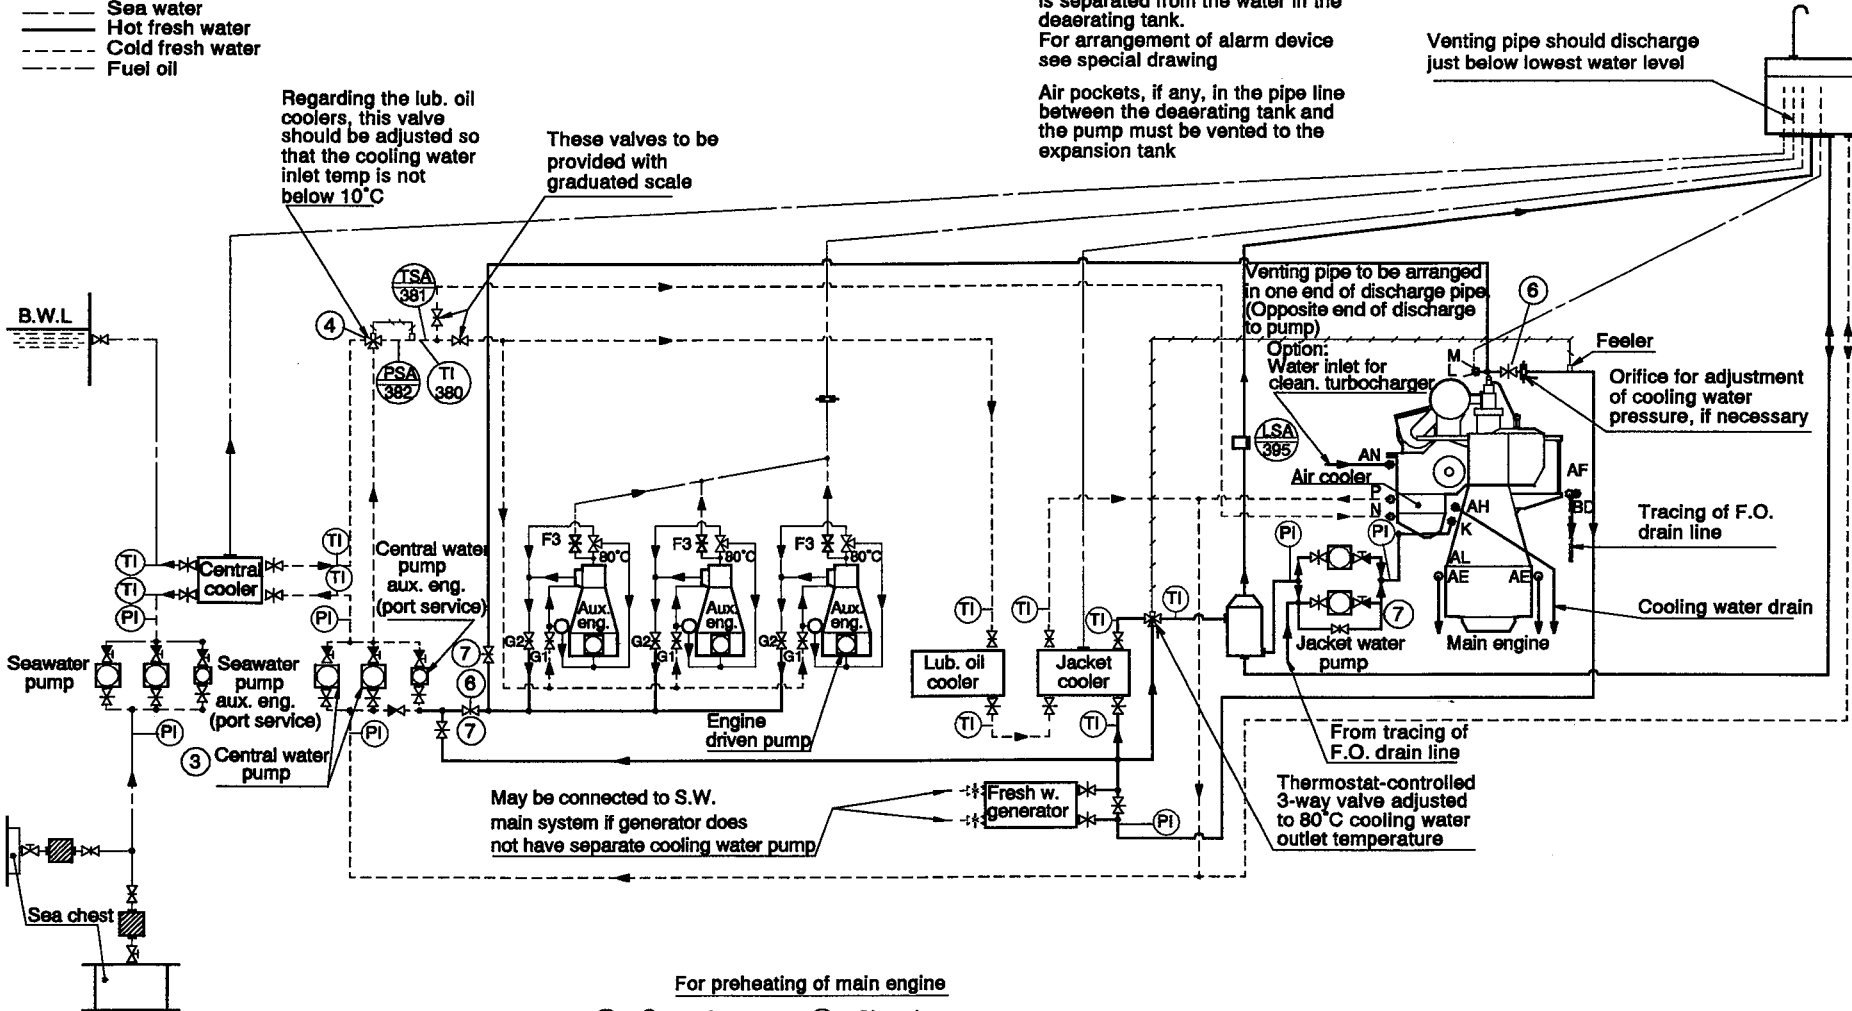 Sea water
Hot fresh water
Cold fresh water
Fuel oil
is separated from the water in the
deaerating tank.
For arrangement of alarm device
see special drawing
Air pockets, if any, in the pipe line
between the deaerating tank and
the pump must be vented to the
expansion tank
Venting pipe should discharge
just below lowest water level
Regarding the lub. oil
coolers, this valve
should be adjusted so
that the cooling water
inlet temp is not
below 10°C
These valves to be
provided with
graduated scale
B.W.L
TSA
381
4
PSA
382
TI
380
Venting pipe to be arranged
in one end of discharge pipe
(Opposite end of discharge
to pump)
Option:
Water inlet for
clean. turbocharger
6
M
L
Feeler
Orifice for adjustment
of cooling water
pressure, if necessary
LSA
395
AN
Air cooler
P
N
AF
AH
BD
K
AL
AE
AE
Tracing of F.O.
drain line
Cooling water drain
Main engine
PI
PI
7
Jacket water
pump
TI
TI
PI
Central
cooler
TI
TI
PI
Central water
pump
aux. eng.
(port service)
F3
80°C
F3
80°C
F3
80°C
Aux.
eng.
Aux.
eng.
Aux.
eng.
G2
G1
G2
G1
G2
G1
Seawater
pump
Seawater
pump
aux. eng.
(port service)
7
6
7
PI
PI
3
Central water
pump
Engine
driven pump
TI
Lub. oil
cooler
TI
TI
TI
TI
Jacket
cooler
TI
From tracing of
F.O. drain line
Thermostat-controlled
3-way valve adjusted
to 80°C cooling water
outlet temperature
May be connected to S.W.
main system if generator does
not have separate cooling water pump
Fresh w.
generator
PI
Sea chest
For preheating of main engine